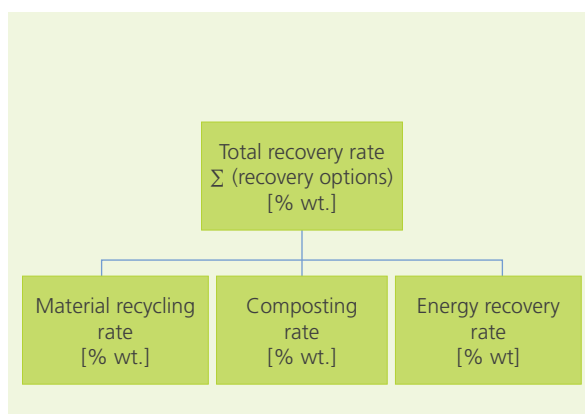 Total recovery rate
∑ (recovery options)
[% wt.]
Material recycling
rate
[% wt.]
Composting
rate
[% wt.]
Energy recovery
rate
[% wt]